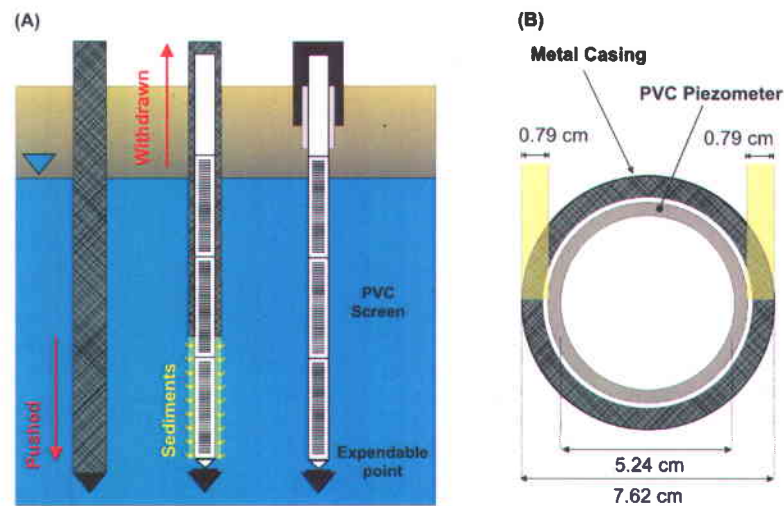 (A)
Withdrawn
Pushed
Sediments
PVC
Screen
Expendable
point
(B)
Metal Casing
PVC Piezometer
0.79 cm
0.79 cm
5.24 cm
7.62 cm